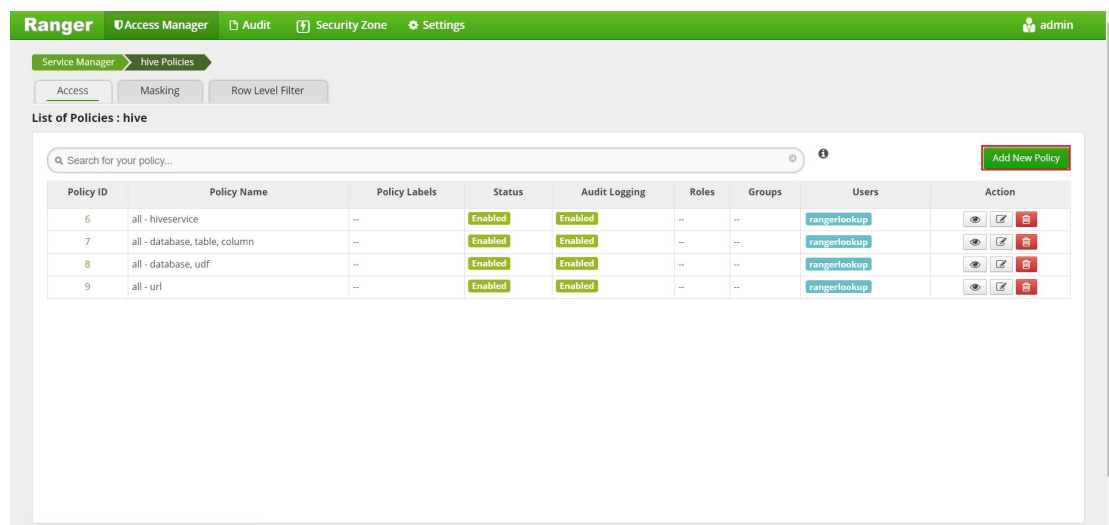 Ranger Access Manager Audit Security Zone Settings admin
Service Manager hive Policies
Access Masking Row Level Filter
List of Policies : hive
Search for your policy... Add New Policy
Policy ID Policy Name Policy Labels Status Audit Logging Roles Groups Users Action
6 all - hiveservice -- Enabled Enabled -- -- rangerlookup
7 all - database, table, column -- Enabled Enabled -- -- rangerlookup
8 all - database, udf -- Enabled Enabled -- -- rangerlookup
9 all - url -- Enabled Enabled -- -- rangerlookup